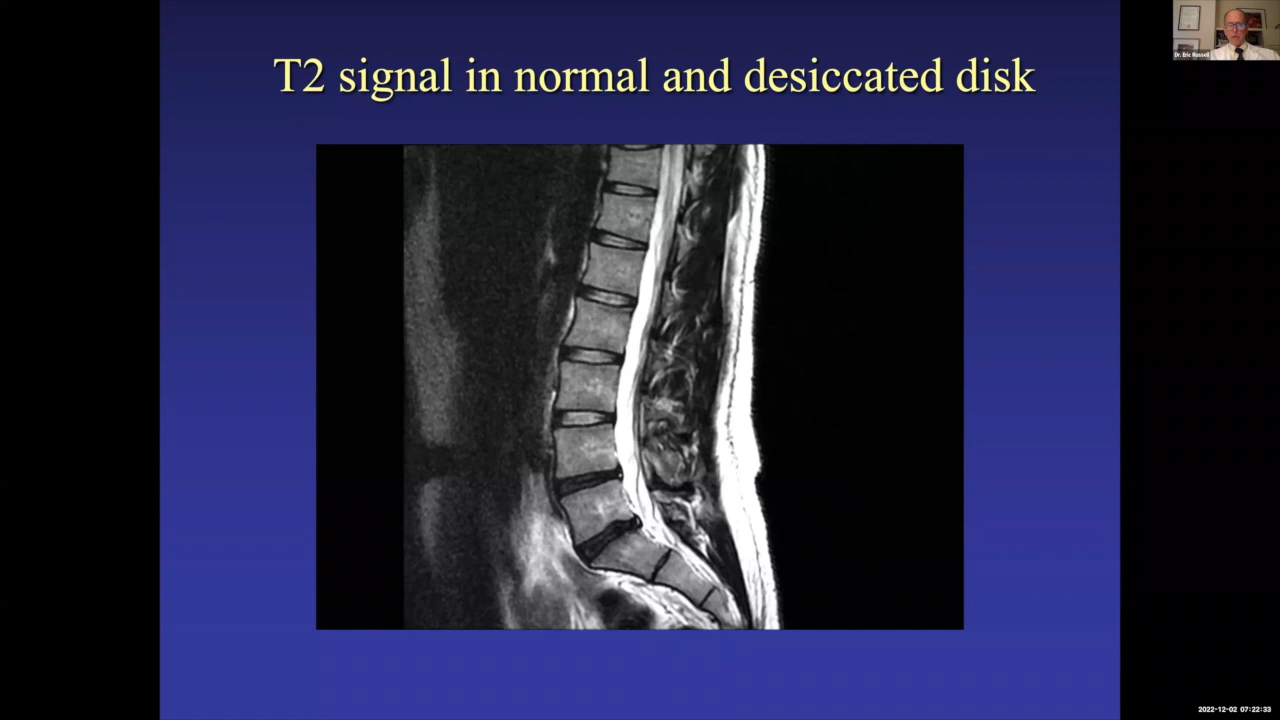 T2 signal in normal and desiccated disk
Dr. Eric Russell
2022-12-02 07:22:33